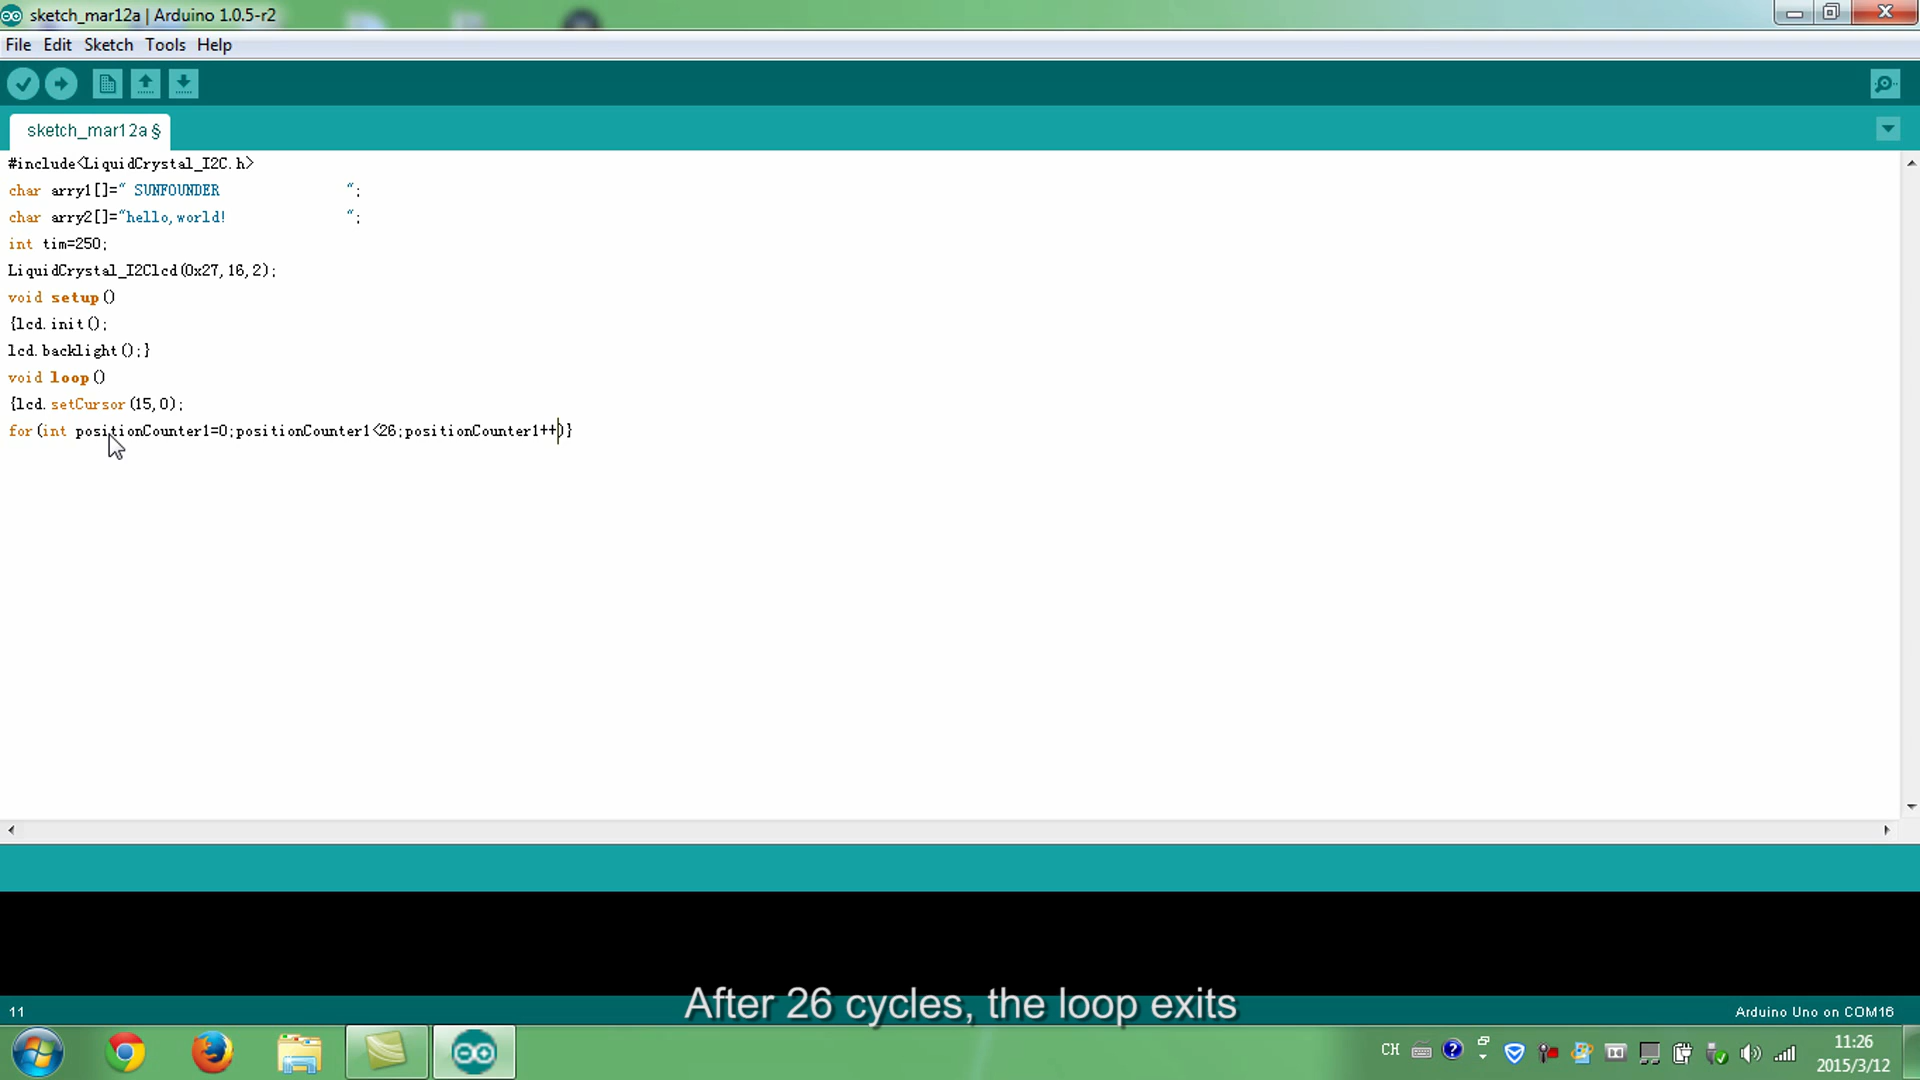 sketch_mar12a | Arduino 1.0.5-r2
File Edit Sketch Tools Help
sketch_mar12a §
#include<LiquidCrystal_I2C.h>
char arry1[]=" SUNFOUNDER               ";
char arry2[]="hello,world!              ";
int tim=250;
LiquidCrystal_I2Clcd(0x27,16,2);
void setup()
{lcd.init();
lcd.backlight();}
void loop()
{lcd.setCursor(15,0);
for(int positionCounter1=0;positionCounter1<26;positionCounter1++)}
After 26 cycles, the loop exits
11
Arduino Uno on COM16
CH
11:26
2015/3/12